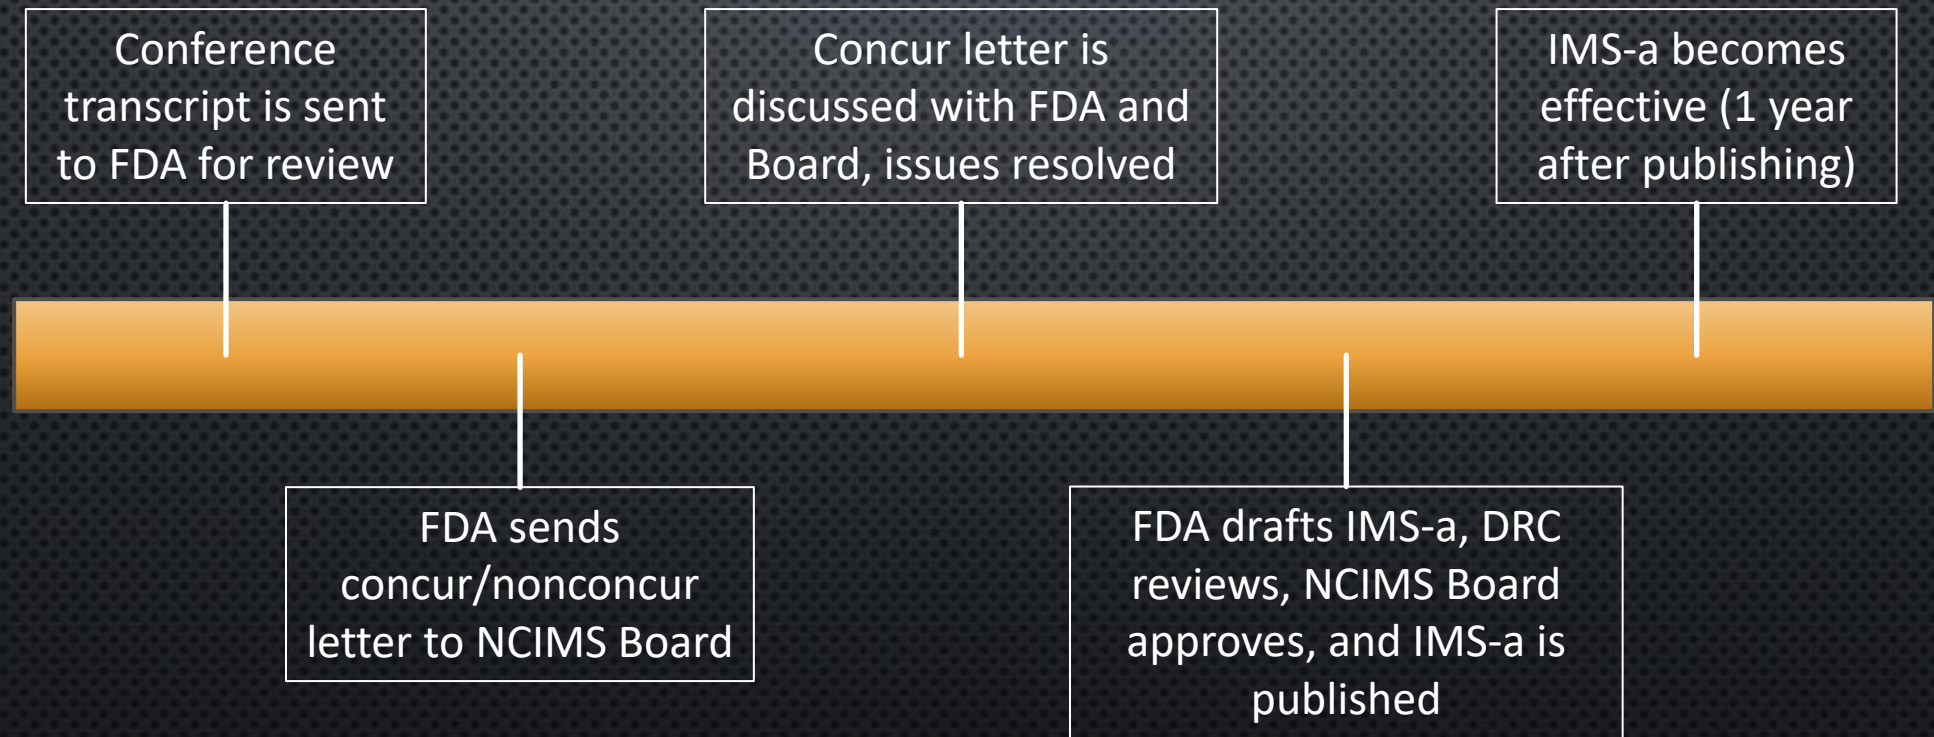 Conference
transcript is sent
to FDA for review
FDA sends
concur/nonconcur
letter to NCIMS Board
Concur letter is
discussed with FDA and
Board, issues resolved
FDA drafts IMS-a, DRC
reviews, NCIMS Board
approves, and IMS-a is
published
IMS-a becomes
effective (1 year
after publishing)